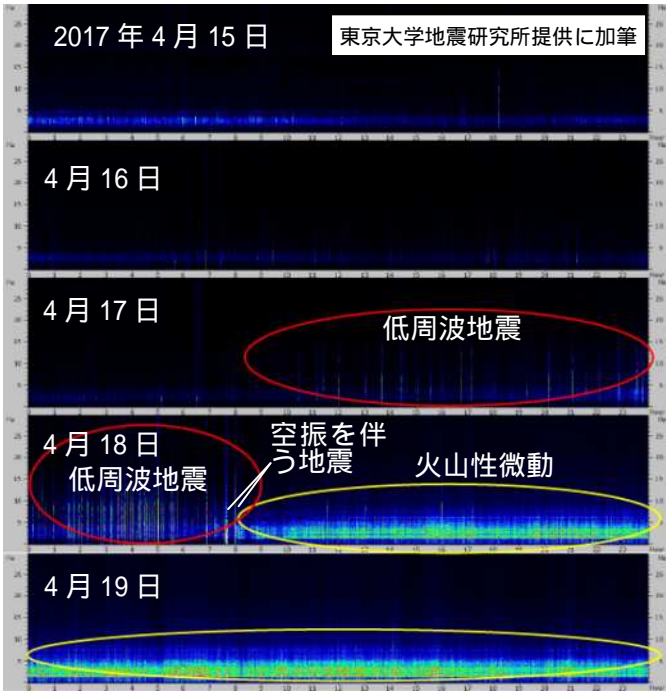 2017 年 4 月 15 日
東京大学地震研究所提供に加筆
4 月 16 日
4 月 17 日
低周波地震
4 月 18 日
低周波地震
空振を伴
う地震
火山性微動
4 月 19 日